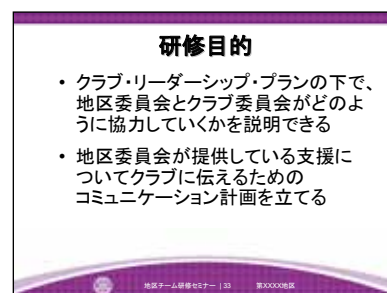 研修目的
• クラブ・リーダーシップ・プランの下で、
地区委員会とクラブ委員会がどのよ
うに協力していくかを説明できる
• 地区委員会が提供している支援に
ついてクラブに伝えるための
コミュニケーション計画を立てる
地区チーム研修セミナー | 33 第XXXX地区